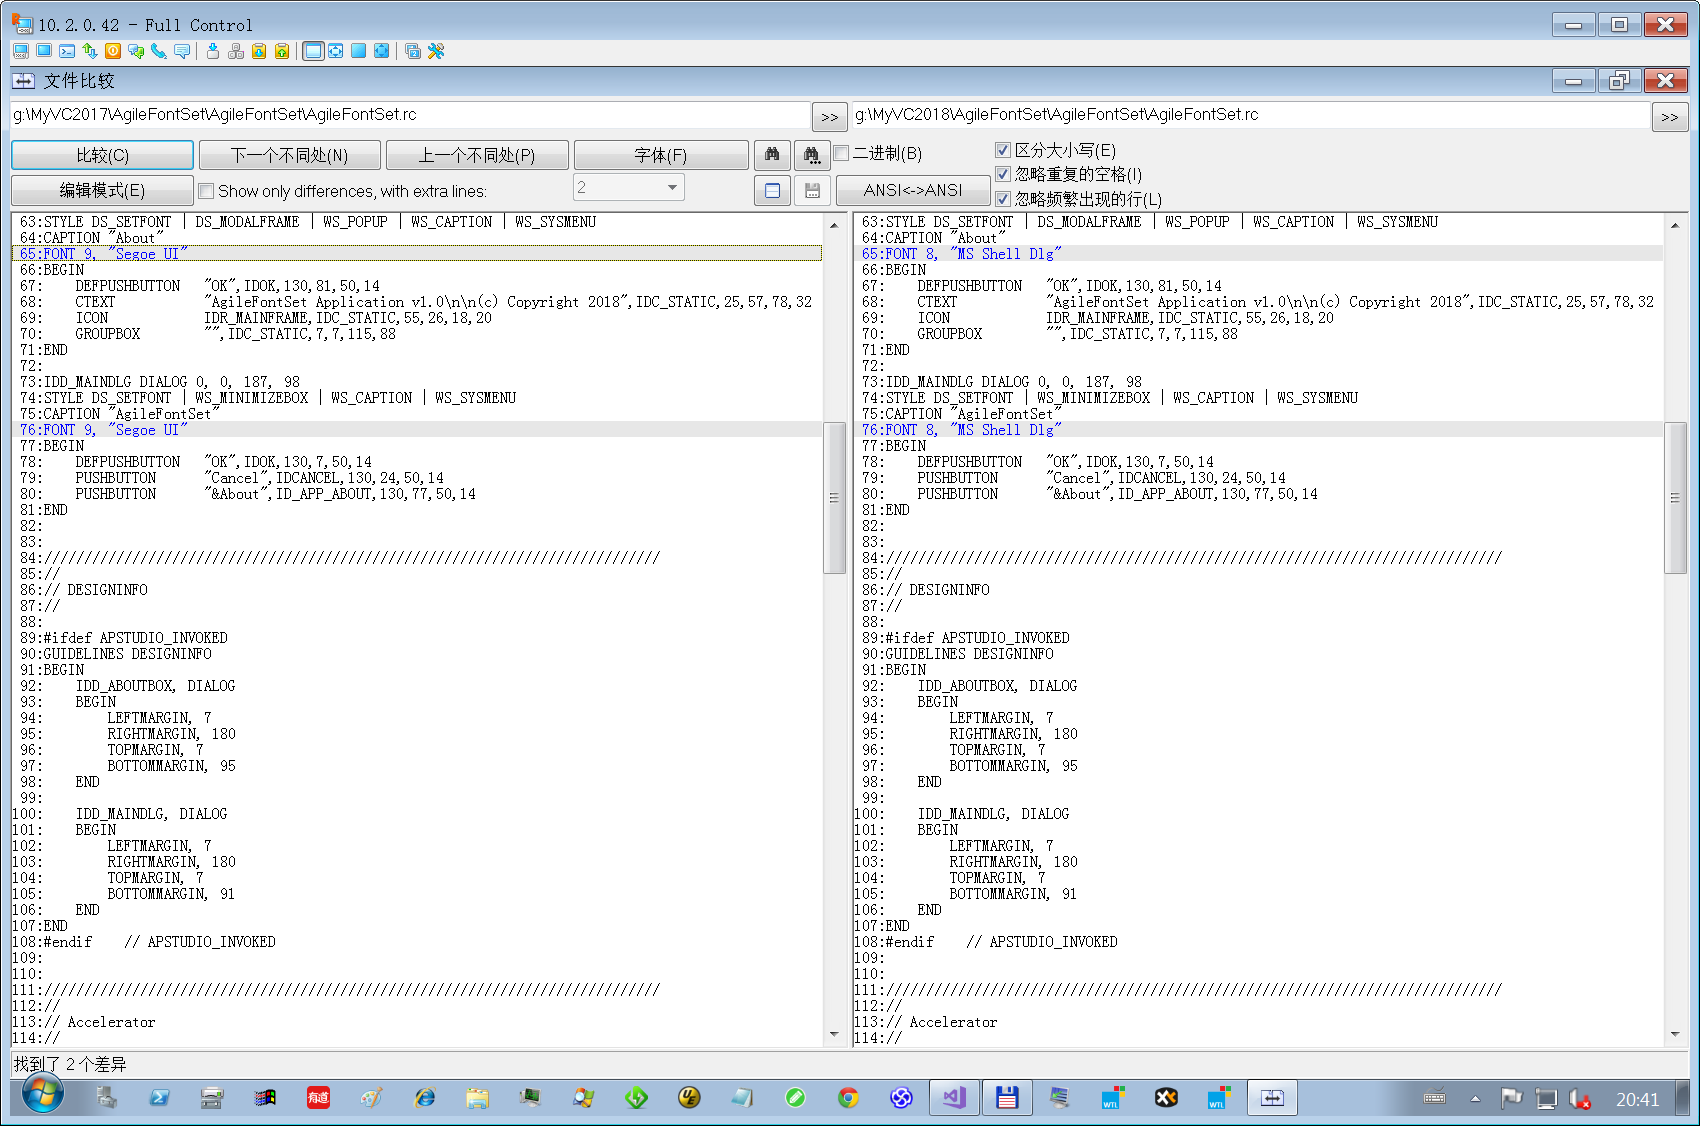 10.2.0.42 - Full Control
文件比较
g:\MyVC2017\AgileFontSet\AgileFontSet\AgileFontSet.rc
>>
g:\MyVC2018\AgileFontSet\AgileFontSet\AgileFontSet.rc
>>
比较(C)
下一个不同处(N)
上一个不同处(P)
字体(F)
二进制(B)
区分大小写(E)
忽略重复的空格(I)
编辑模式(E)
Show only differences, with extra lines:
2
ANSI<->ANSI
忽略频繁出现的行(L)
63:STYLE DS_SETFONT | DS_MODALFRAME | WS_POPUP | WS_CAPTION | WS_SYSMENU
64:CAPTION "About"
65:FONT 9, "Segoe UI"
66:BEGIN
67:    DEFPUSHBUTTON   "OK",IDOK,130,81,50,14
68:    CTEXT           "AgileFontSet Application v1.0\n\n(c) Copyright 2018",IDC_STATIC,25,57,78,32
69:    ICON            IDR_MAINFRAME,IDC_STATIC,55,26,18,20
70:    GROUPBOX        "",IDC_STATIC,7,7,115,88
71:END
72:
73:IDD_MAINDLG DIALOG 0, 0, 187, 98
74:STYLE DS_SETFONT | WS_MINIMIZEBOX | WS_CAPTION | WS_SYSMENU
75:CAPTION "AgileFontSet"
76:FONT 9, "Segoe UI"
77:BEGIN
78:    DEFPUSHBUTTON   "OK",IDOK,130,7,50,14
79:    PUSHBUTTON      "Cancel",IDCANCEL,130,24,50,14
80:    PUSHBUTTON      "&About",ID_APP_ABOUT,130,77,50,14
81:END
82:
83:
84://///////////////////////////////////////////////////////////////////////////
85://
86:// DESIGNINFO
87://
88:
89:#ifdef APSTUDIO_INVOKED
90:GUIDELINES DESIGNINFO
91:BEGIN
92:    IDD_ABOUTBOX, DIALOG
93:    BEGIN
94:        LEFTMARGIN, 7
95:        RIGHTMARGIN, 180
96:        TOPMARGIN, 7
97:        BOTTOMMARGIN, 95
98:    END
99:
100:    IDD_MAINDLG, DIALOG
101:    BEGIN
102:        LEFTMARGIN, 7
103:        RIGHTMARGIN, 180
104:        TOPMARGIN, 7
105:        BOTTOMMARGIN, 91
106:    END
107:END
108:#endif    // APSTUDIO_INVOKED
109:
110:
111://///////////////////////////////////////////////////////////////////////////
112://
113:// Accelerator
114://
63:STYLE DS_SETFONT | DS_MODALFRAME | WS_POPUP | WS_CAPTION | WS_SYSMENU
64:CAPTION "About"
65:FONT 8, "MS Shell Dlg"
66:BEGIN
67:    DEFPUSHBUTTON   "OK",IDOK,130,81,50,14
68:    CTEXT           "AgileFontSet Application v1.0\n\n(c) Copyright 2018",IDC_STATIC,25,57,78,32
69:    ICON            IDR_MAINFRAME,IDC_STATIC,55,26,18,20
70:    GROUPBOX        "",IDC_STATIC,7,7,115,88
71:END
72:
73:IDD_MAINDLG DIALOG 0, 0, 187, 98
74:STYLE DS_SETFONT | WS_MINIMIZEBOX | WS_CAPTION | WS_SYSMENU
75:CAPTION "AgileFontSet"
76:FONT 8, "MS Shell Dlg"
77:BEGIN
78:    DEFPUSHBUTTON   "OK",IDOK,130,7,50,14
79:    PUSHBUTTON      "Cancel",IDCANCEL,130,24,50,14
80:    PUSHBUTTON      "&About",ID_APP_ABOUT,130,77,50,14
81:END
82:
83:
84://///////////////////////////////////////////////////////////////////////////
85://
86:// DESIGNINFO
87://
88:
89:#ifdef APSTUDIO_INVOKED
90:GUIDELINES DESIGNINFO
91:BEGIN
92:    IDD_ABOUTBOX, DIALOG
93:    BEGIN
94:        LEFTMARGIN, 7
95:        RIGHTMARGIN, 180
96:        TOPMARGIN, 7
97:        BOTTOMMARGIN, 95
98:    END
99:
100:    IDD_MAINDLG, DIALOG
101:    BEGIN
102:        LEFTMARGIN, 7
103:        RIGHTMARGIN, 180
104:        TOPMARGIN, 7
105:        BOTTOMMARGIN, 91
106:    END
107:END
108:#endif    // APSTUDIO_INVOKED
109:
110:
111://///////////////////////////////////////////////////////////////////////////
112://
113:// Accelerator
114://
找到了 2 个差异
有道
UE
WTL
WTL
20:41